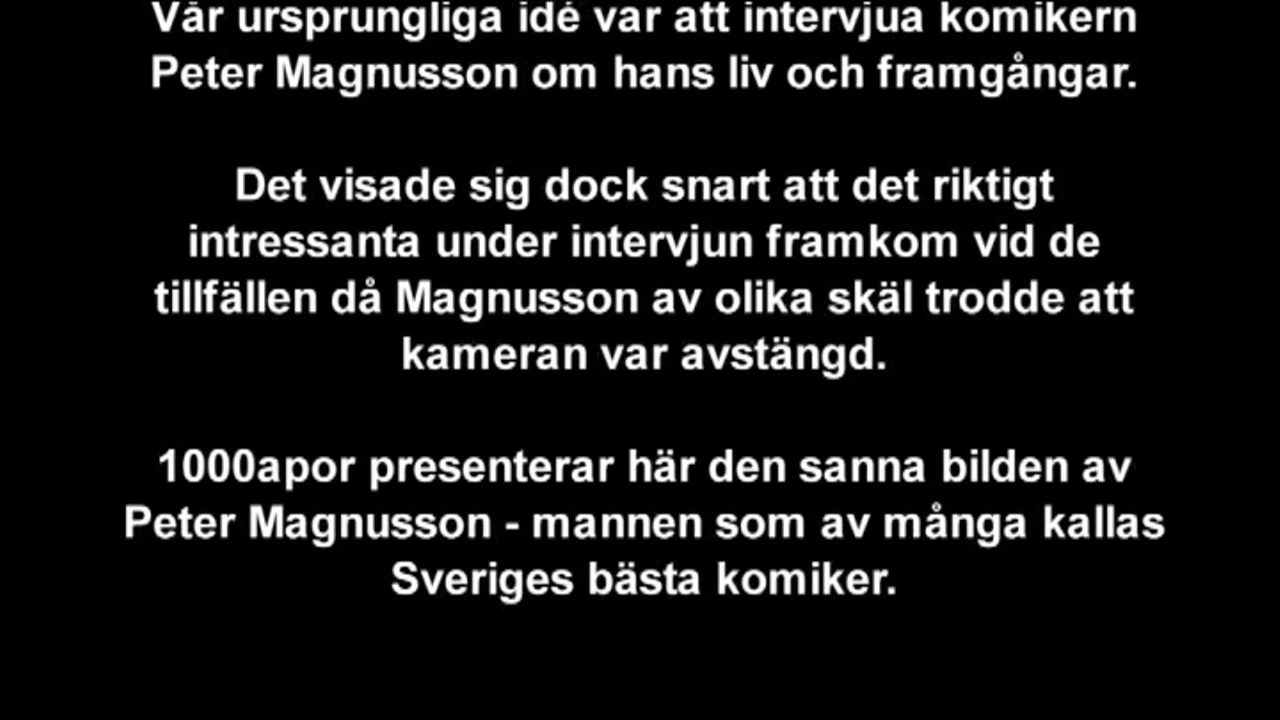 Vår ursprungliga idé var att intervjua komikern
Peter Magnusson om hans liv och framgångar.
Det visade sig dock snart att det riktigt
intressanta under intervjun framkom vid de
tillfällen då Magnusson av olika skäl trodde att
kameran var avstängd.
1000apor presenterar här den sanna bilden av
Peter Magnusson - mannen som av många kallas
Sveriges bästa komiker.